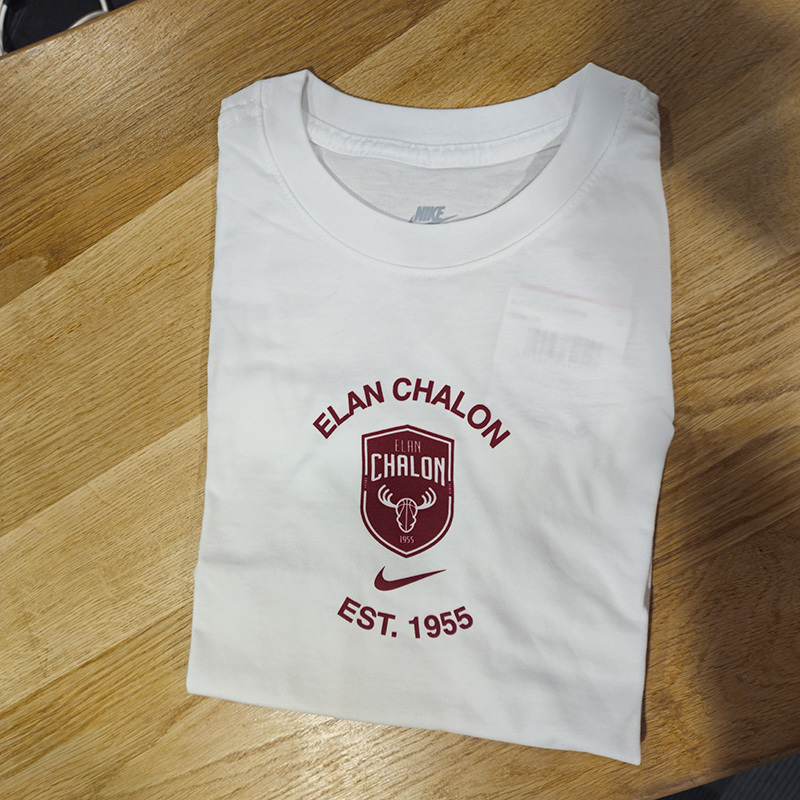 NIKE
ELAN CHALON
ELAN
CHALON
1955
EST. 1955